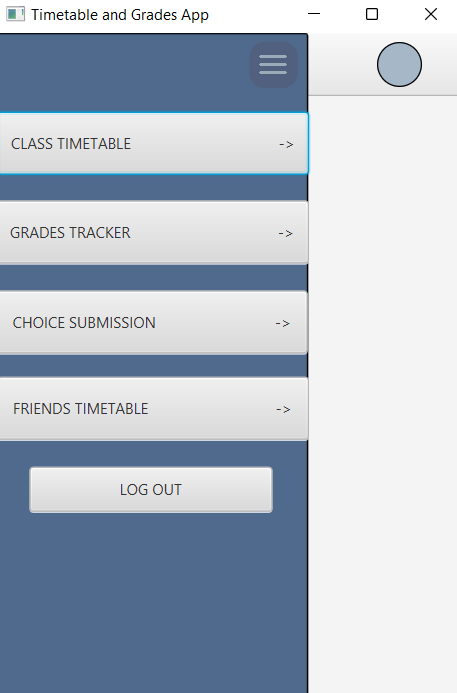 Timetable and Grades App
CLASS TIMETABLE ->
GRADES TRACKER ->
CHOICE SUBMISSION ->
FRIENDS TIMETABLE ->
LOG OUT